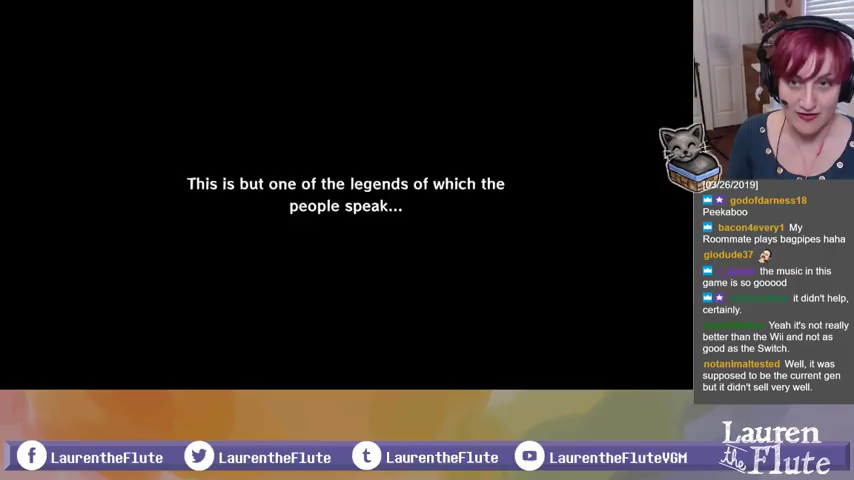 This is but one of the legends of which the
people speak...
[03/26/2019]
godofdarness18
Peekaboo
bacon4every1 My
Roommate plays bagpipes haha
giodude37
the music in this
game is so gooood
it didn't help,
certainly.
Yeah it's not really
better than the Wii and not as
good as the Switch.
notanimaltested Well, it was
supposed to be the current gen
but it didn't sell very well.
Lauren
the Flute
f LaurentheFlute
LaurentheFlute
t LaurentheFlute
LaurentheFluteVGM